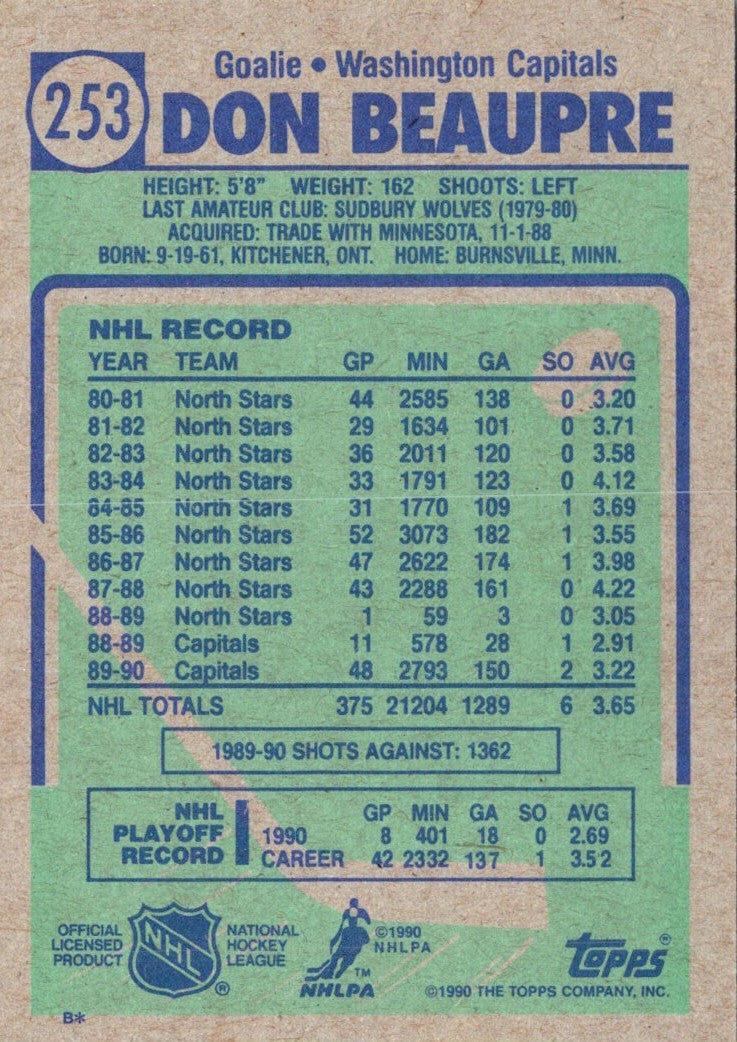 253
Goalie • Washington Capitals
DON BEAUPRE
HEIGHT: 5'8" WEIGHT: 162 SHOOTS: LEFT
LAST AMATEUR CLUB: SUDBURY WOLVES (1979-80)
ACQUIRED: TRADE WITH MINNESOTA, 11-1-88
BORN: 9-19-61, KITCHENER, ONT. HOME: BURNSVILLE, MINN.
NHL RECORD
YEAR TEAM GP MIN GA SO AVG
80-81 North Stars 44 2585 138 0 3.20
81-82 North Stars 29 1634 101 0 3.71
82-83 North Stars 36 2011 120 0 3.58
83-84 North Stars 33 1791 123 0 4.12
84-85 North Stars 31 1770 109 1 3.69
85-86 North Stars 52 3073 182 1 3.55
86-87 North Stars 47 2622 174 1 3.98
87-88 North Stars 43 2288 161 0 4.22
88-89 North Stars 1 59 3 0 3.05
88-89 Capitals 11 578 28 1 2.91
89-90 Capitals 48 2793 150 2 3.22
NHL TOTALS 375 21204 1289 6 3.65
1989-90 SHOTS AGAINST: 1362
NHL PLAYOFF RECORD
GP MIN GA SO AVG
1990 8 401 18 0 2.69
CAREER 42 2332 137 1 3.52
OFFICIAL
LICENSED
PRODUCT
NHL
®
NATIONAL
HOCKEY
LEAGUE
©1990
NHLPA
TM
NHLPA
TOPPS®
©1990 THE TOPPS COMPANY, INC.
B*